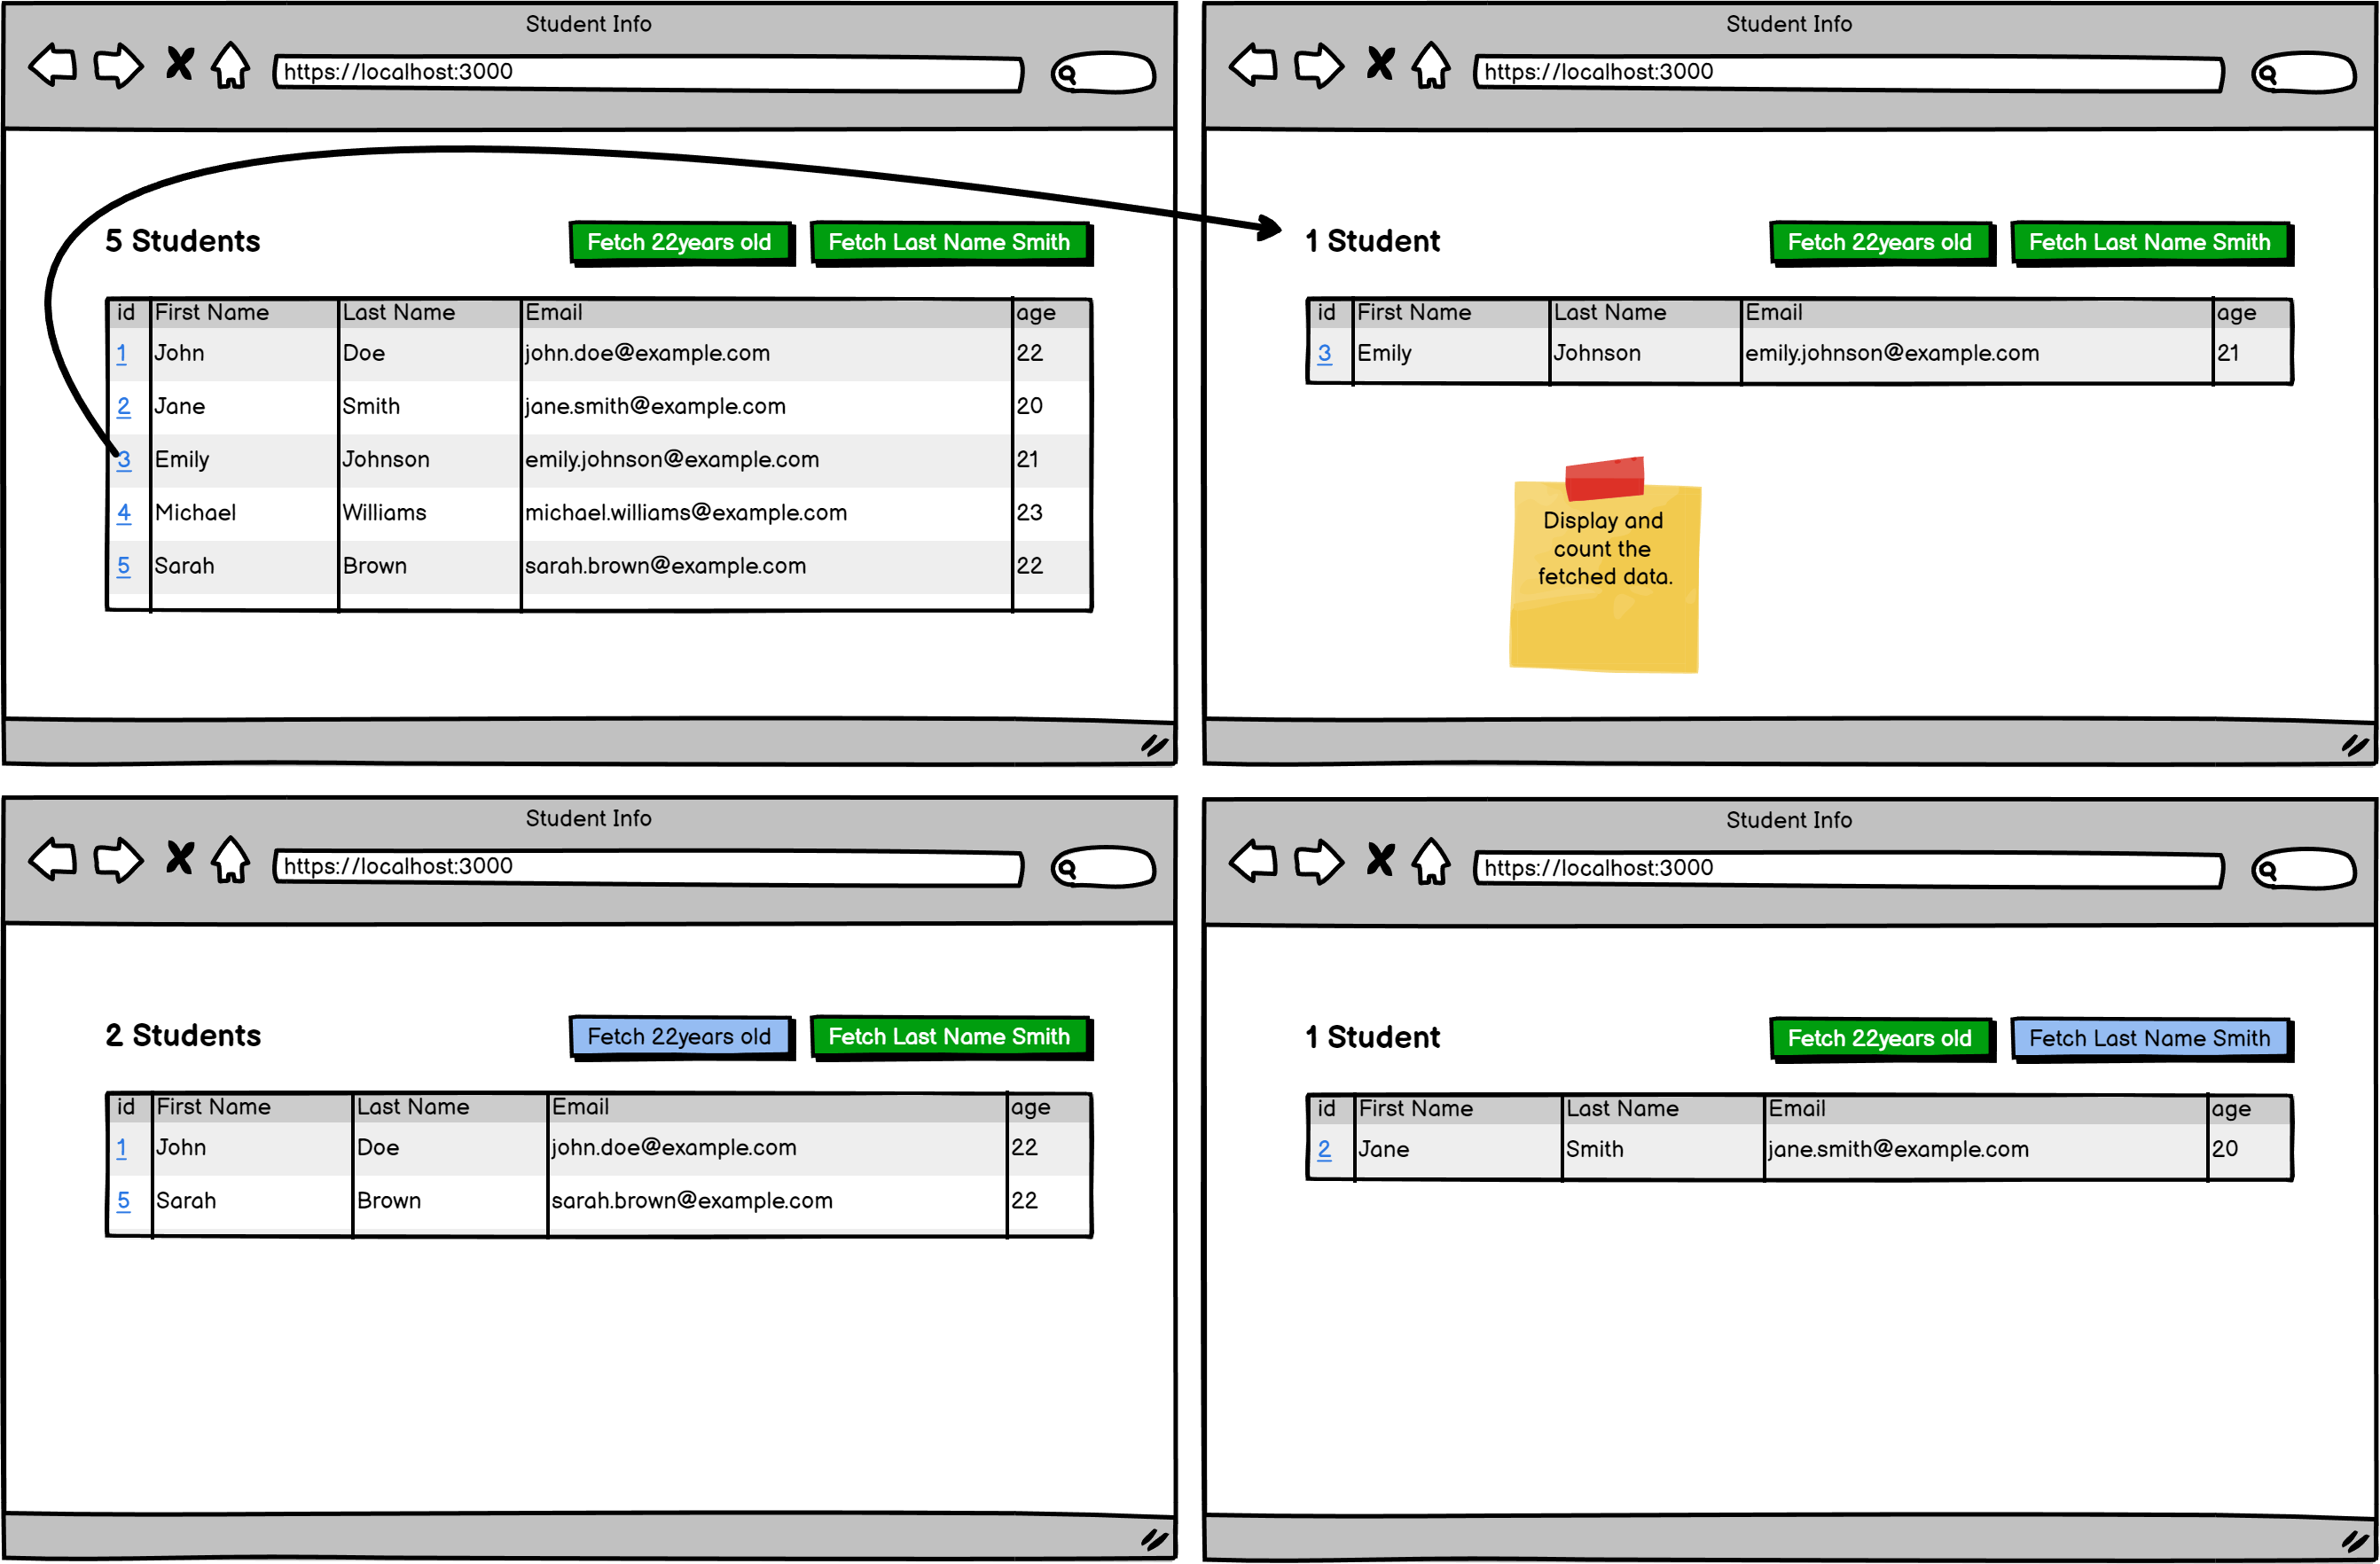 Student Info
https://localhost:3000
5 Students
Fetch 22years old
Fetch Last Name Smith
id First Name Last Name Email age
1 John Doe john.doe@example.com 22
2 Jane Smith jane.smith@example.com 20
3 Emily Johnson emily.johnson@example.com 21
4 Michael Williams michael.williams@example.com 23
5 Sarah Brown sarah.brown@example.com 22
Student Info
https://localhost:3000
1 Student
Fetch 22years old
Fetch Last Name Smith
id First Name Last Name Email age
3 Emily Johnson emily.johnson@example.com 21
Display and
count the
fetched data.
Student Info
https://localhost:3000
2 Students
Fetch 22years old
Fetch Last Name Smith
id First Name Last Name Email age
1 John Doe john.doe@example.com 22
5 Sarah Brown sarah.brown@example.com 22
Student Info
https://localhost:3000
1 Student
Fetch 22years old
Fetch Last Name Smith
id First Name Last Name Email age
2 Jane Smith jane.smith@example.com 20